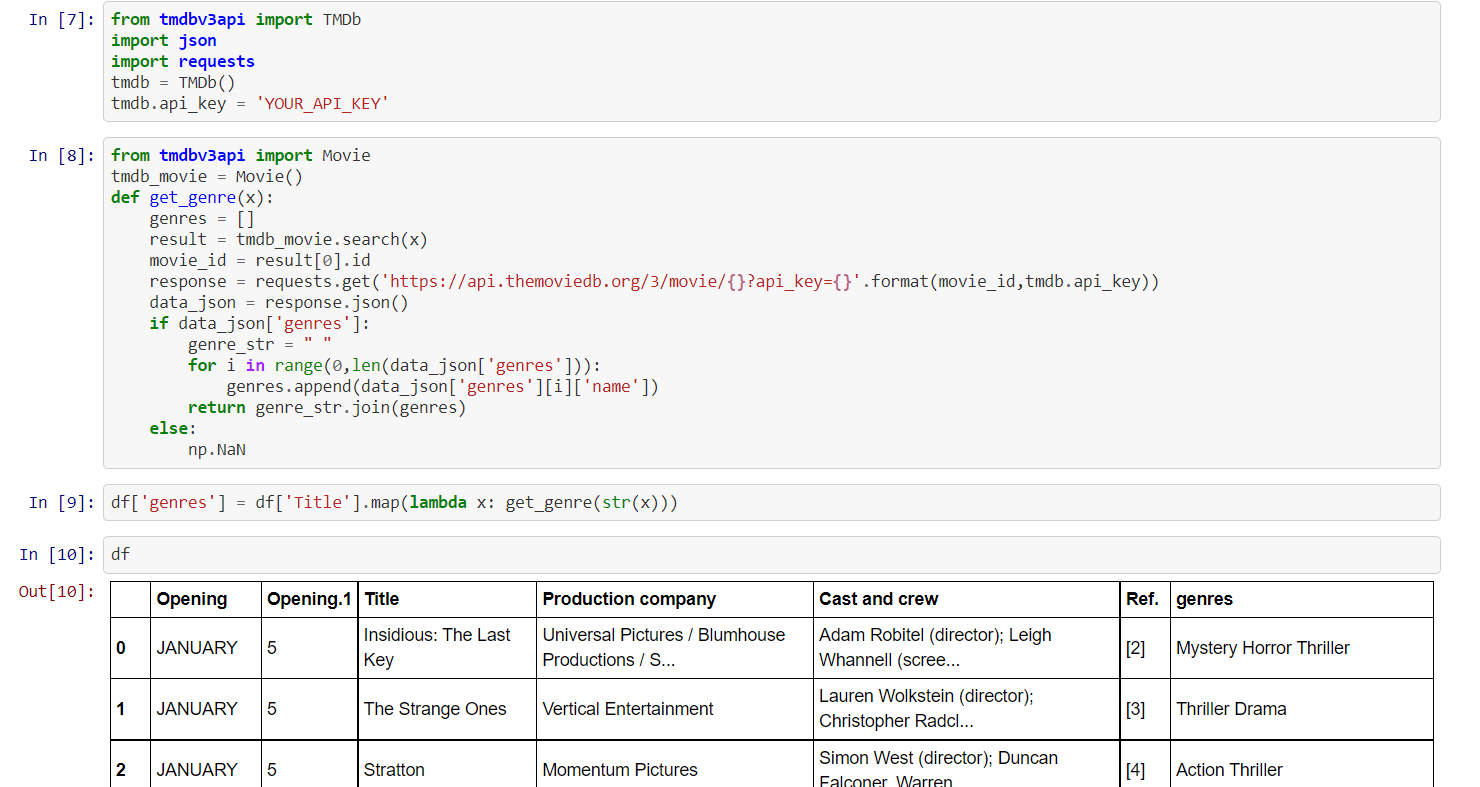 In [7]: from tmdbv3api import TMDb
import json
import requests
tmdb = TMDb()
tmdb.api_key = 'YOUR_API_KEY'
In [8]: from tmdbv3api import Movie
tmdb_movie = Movie()
def get_genre(x):
    genres = []
    result = tmdb_movie.search(x)
    movie_id = result[0].id
    response = requests.get('https://api.themoviedb.org/3/movie/{}?api_key={}'.format(movie_id,tmdb.api_key))
    data_json = response.json()
    if data_json['genres']:
        genre_str = " "
        for i in range(0,len(data_json['genres'])):
            genres.append(data_json['genres'][i]['name'])
        return genre_str.join(genres)
    else:
        np.NaN
In [9]: df['genres'] = df['Title'].map(lambda x: get_genre(str(x)))
In [10]: df
Out[10]:
Opening Opening.1 Title Production company Cast and crew Ref. genres
0 JANUARY 5 Insidious: The Last Key Universal Pictures / Blumhouse Productions / S... Adam Robitel (director); Leigh Whannell (scree... [2] Mystery Horror Thriller
1 JANUARY 5 The Strange Ones Vertical Entertainment Lauren Wolkstein (director); Christopher Radcl... [3] Thriller Drama
2 JANUARY 5 Stratton Momentum Pictures Simon West (director); Duncan Falconer, Warren [4] Action Thriller